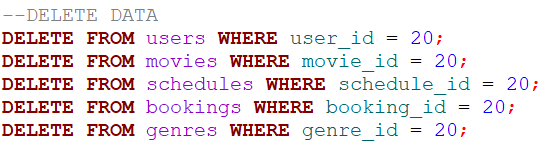 --DELETE DATA
DELETE FROM users WHERE user_id = 20;
DELETE FROM movies WHERE movie_id = 20;
DELETE FROM schedules WHERE schedule_id = 20;
DELETE FROM bookings WHERE booking_id = 20;
DELETE FROM genres WHERE genre_id = 20;